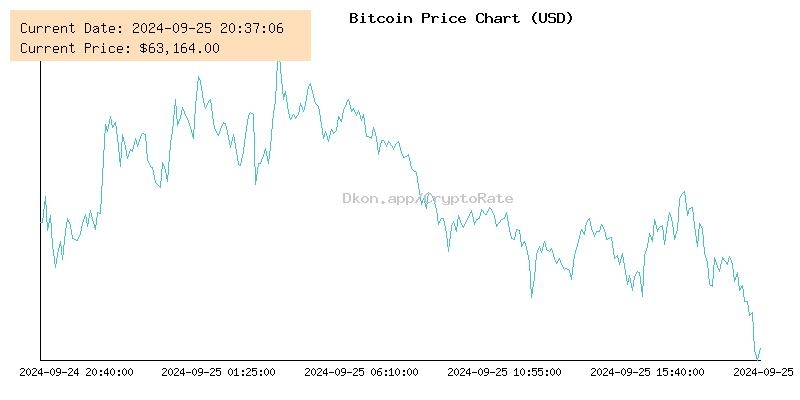 Bitcoin Price Chart (USD)
Current Date: 2024-09-25 20:37:06
Current Price: $63,164.00
Dkon.app/CryptoRate
2024-09-24 20:40:00 2024-09-25 01:25:00 2024-09-25 06:10:00 2024-09-25 10:55:00 2024-09-25 15:40:00 2024-09-25